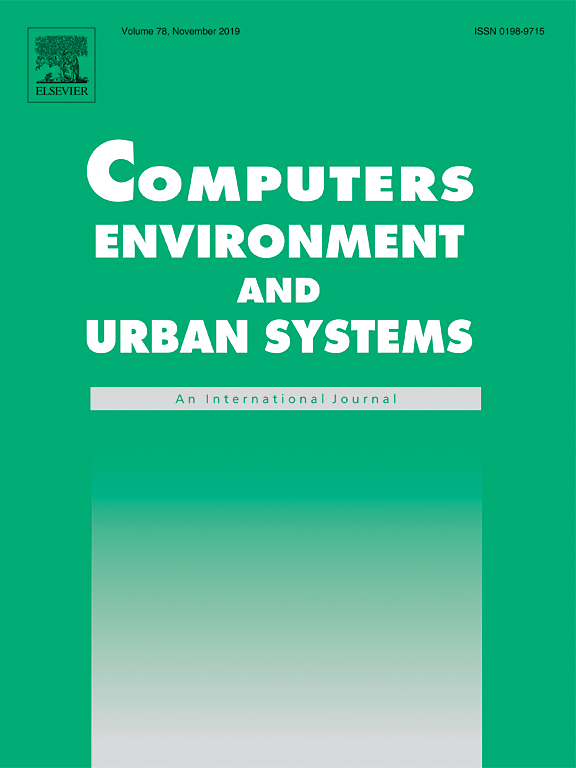 Volume 78, November 2019
ISSN 0198-9715
ELSEVIER
COMPUTERS
ENVIRONMENT
AND
URBAN SYSTEMS
An International Journal